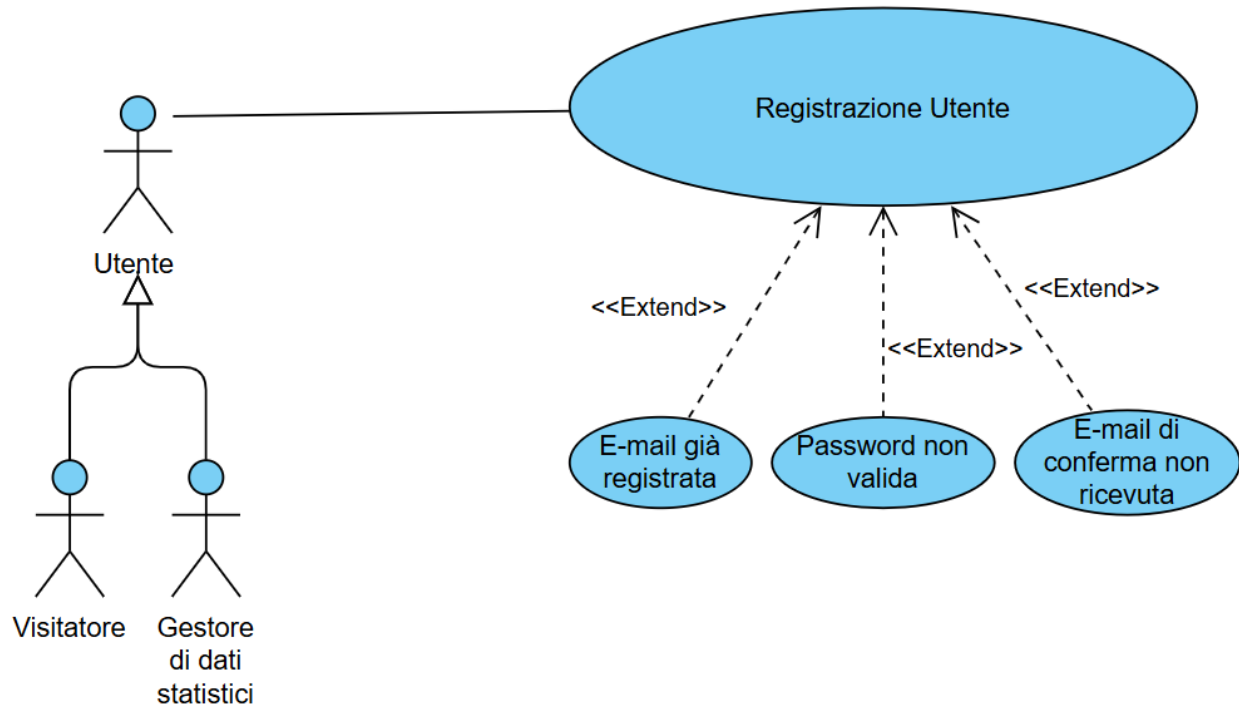 Registrazione Utente
Utente
<<Extend>>
<<Extend>>
<<Extend>>
E-mail già
registrata
Password non
valida
E-mail di
conferma non
ricevuta
Visitatore
Gestore
di dati
statistici